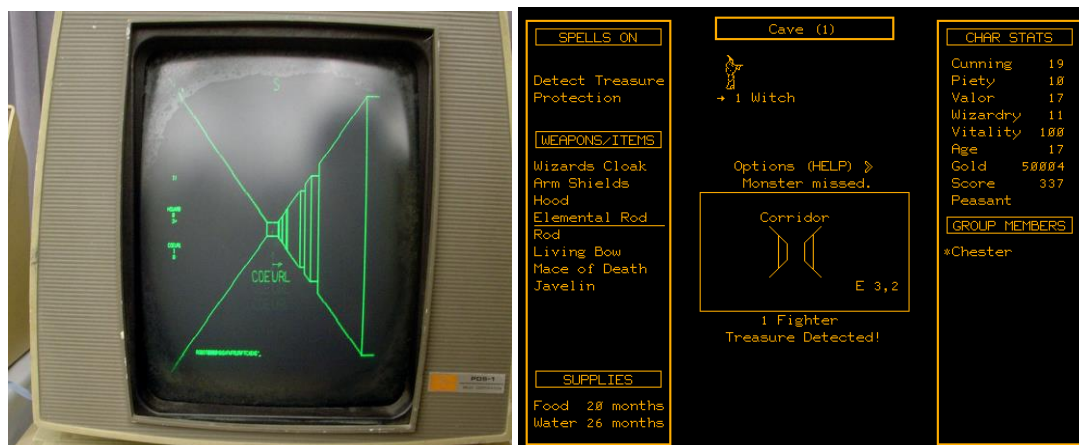 S
COEURL
PDS-1
SPELLS ON
Detect Treasure
Protection
WEAPONS/ITEMS
Wizards Cloak
Arm Shields
Hood
Elemental Rod
Rod
Living Bow
Mace of Death
Javelin
SUPPLIES
Food 20 months
Water 26 months
Cave (1)
→ 1 Witch
Options (HELP) >
Monster missed.
Corridor
E 3,2
1 Fighter
Treasure Detected!
CHAR STATS
Cunning 19
Piety 10
Valor 17
Wizardry 11
Vitality 100
Age 17
Gold 50004
Score 337
Peasant
GROUP MEMBERS
*Chester